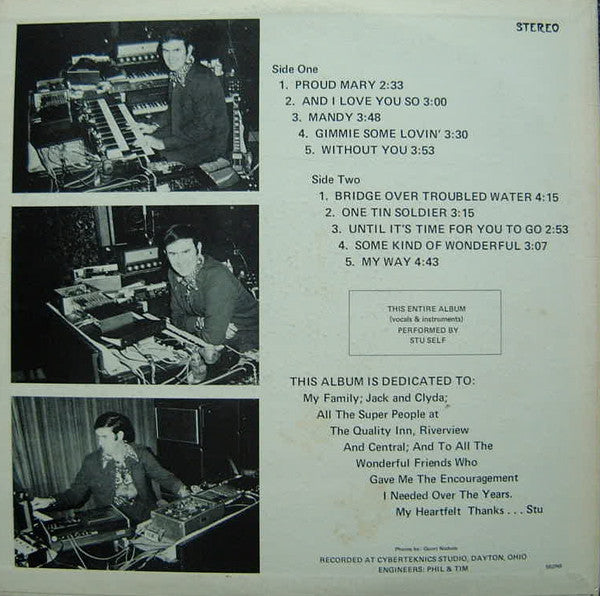 STEREO
Side One
1. PROUD MARY 2:33
2. AND I LOVE YOU SO 3:00
3. MANDY 3:48
4. GIMMIE SOME LOVIN' 3:30
5. WITHOUT YOU 3:53
Side Two
1. BRIDGE OVER TROUBLED WATER 4:15
2. ONE TIN SOLDIER 3:15
3. UNTIL IT'S TIME FOR YOU TO GO 2:53
4. SOME KIND OF WONDERFUL 3:07
5. MY WAY 4:43
THIS ENTIRE ALBUM
(vocals & instruments)
PERFORMED BY
STU SELF
THIS ALBUM IS DEDICATED TO:
My Family; Jack and Clyda;
All The Super People at
The Quality Inn, Riverview
And Central; And To All The
Wonderful Friends Who
Gave Me The Encouragement
I Needed Over The Years.
My Heartfelt Thanks . . . Stu
Photos by:
RECORDED AT CYBERTEKNICS STUDIO, DAYTON, OHIO
ENGINEERS: PHIL & TIM